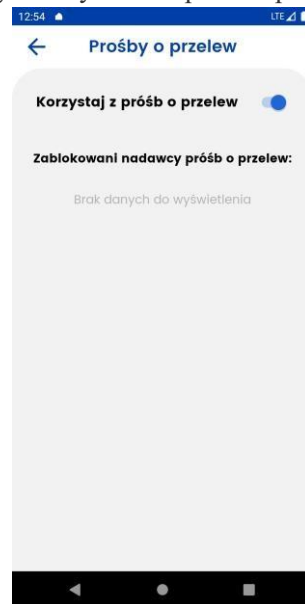 12:54
LTE
Prośby o przelew
Korzystaj z próśb o przelew
Zablokowani nadawcy próśb o przelew:
Brak danych do wyświetlenia